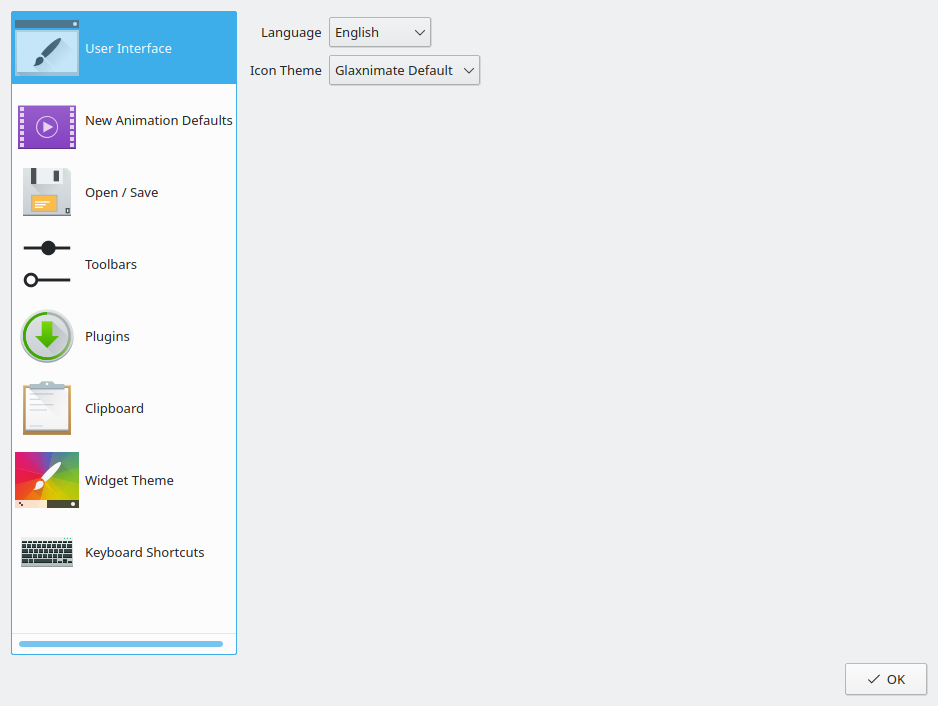 User Interface
New Animation Defaults
Open / Save
Toolbars
Plugins
Clipboard
Widget Theme
Keyboard Shortcuts
Language English
Icon Theme Glaxnimate Default
OK